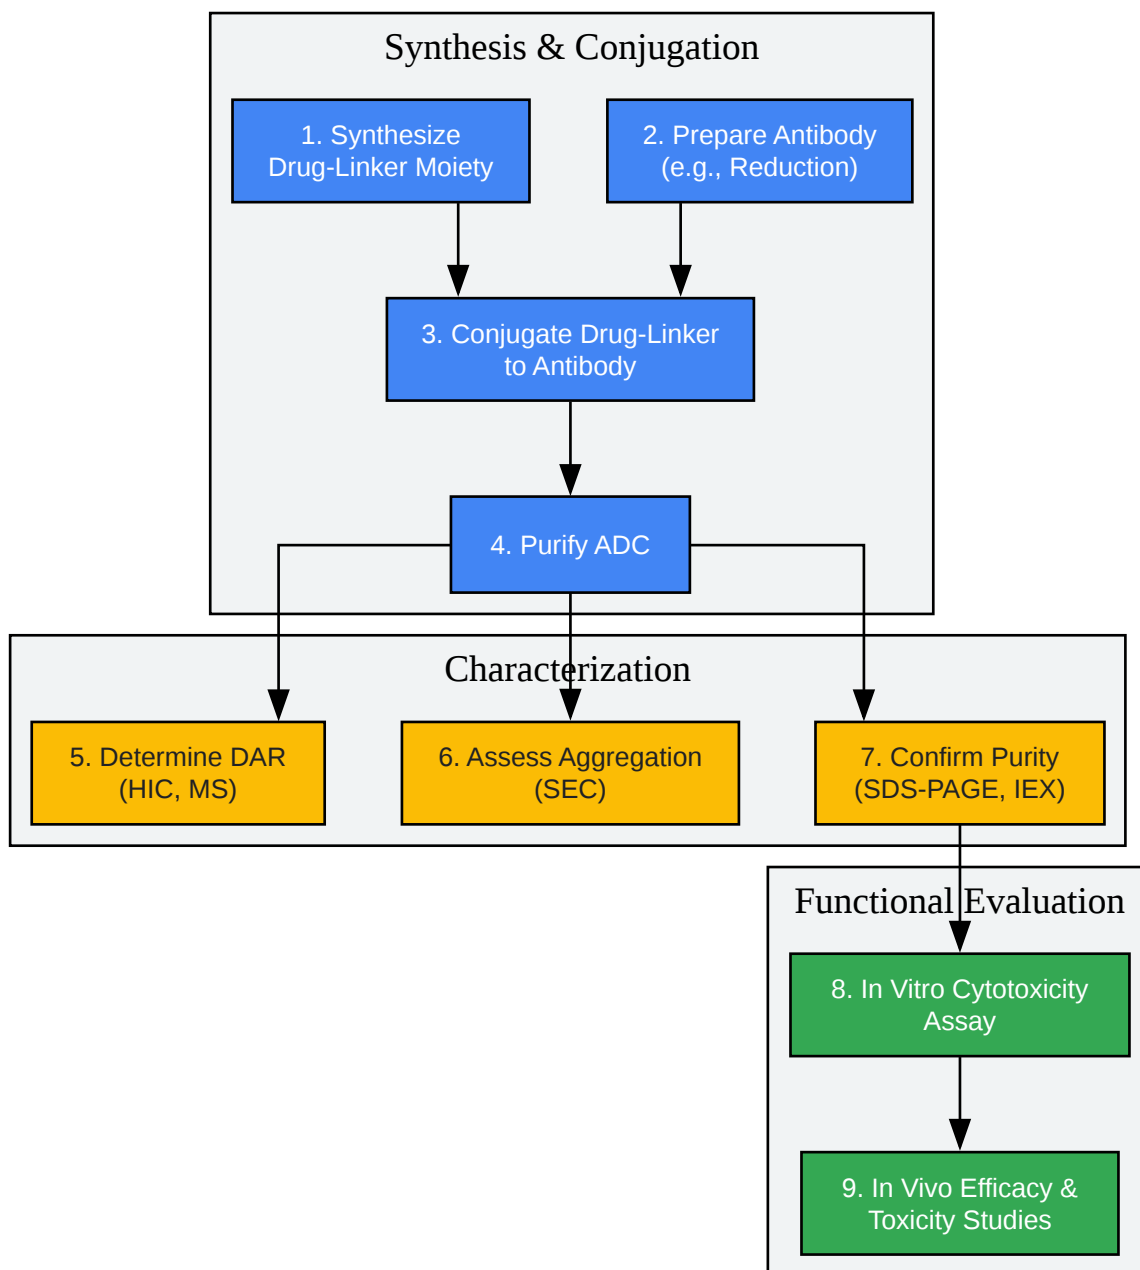 Synthesis & Conjugation
1. Synthesize
Drug-Linker Moiety
2. Prepare Antibody
(e.g., Reduction)
3. Conjugate Drug-Linker
to Antibody
4. Purify ADC
Characterization
5. Determine DAR
(HIC, MS)
6. Assess Aggregation
(SEC)
7. Confirm Purity
(SDS-PAGE, IEX)
Functional Evaluation
8. In Vitro Cytotoxicity
Assay
9. In Vivo Efficacy &
Toxicity Studies